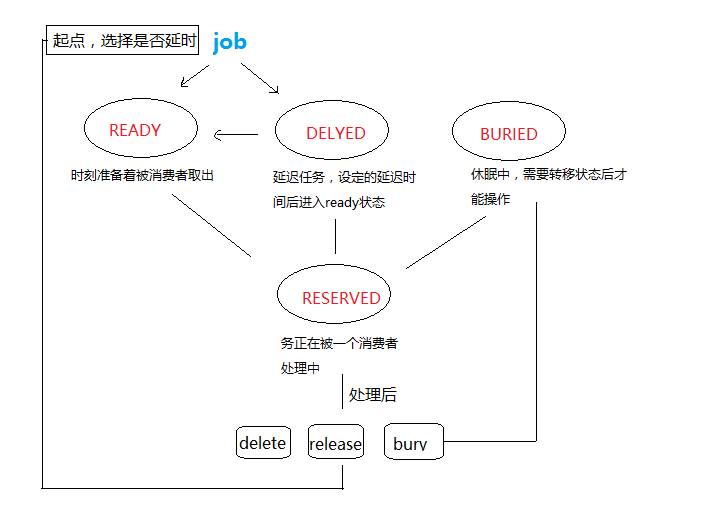 起点，选择是否延时
job
READY
DELYED
BURIED
时刻准备着被消费者取出
延迟任务，设定的延迟时
间后进入ready状态
休眠中，需要转移状态后才
能操作
RESERVED
务正在被一个消费者
处理中
处理后
delete
release
bury